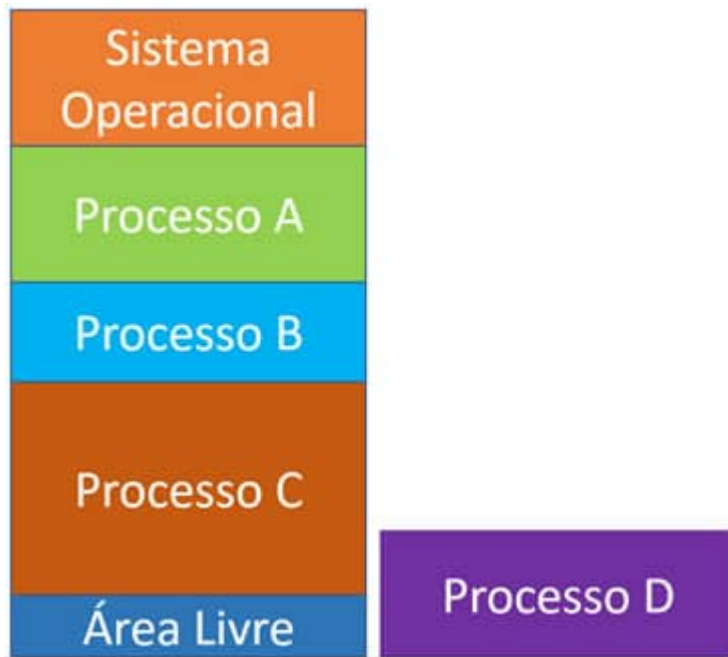 Sistema
Operacional
Processo A
Processo B
Processo C
Processo D
Área Livre